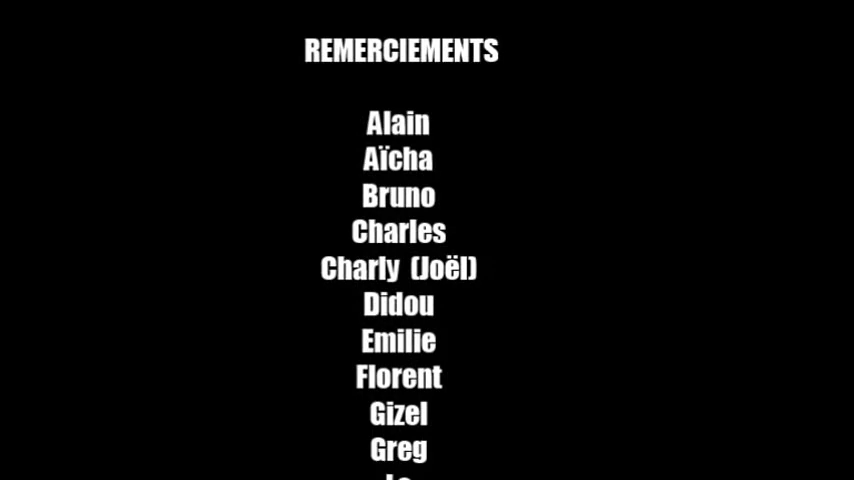 REMERCIEMENTS
Alain
Aïcha
Bruno
Charles
Charly (Joël)
Didou
Emilie
Florent
Gizel
Greg